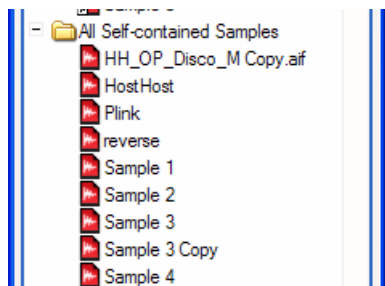 All Self-contained Samples
HH_OP_Disco_M Copy.aif
HostHost
Plink
reverse
Sample 1
Sample 2
Sample 3
Sample 3 Copy
Sample 4